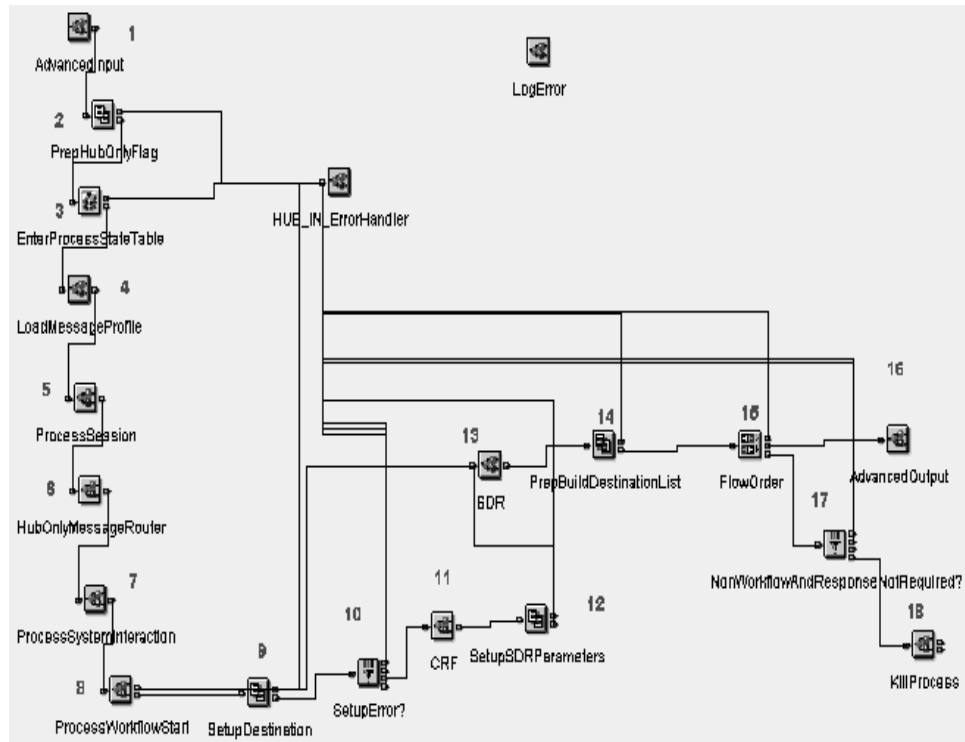 1
AdvancedInput
LogError
2
PrepHubOnlyFlag
HUB_IN_ErrorHandler
3
EnterProcessStateTable
4
LoadMessageProfile
5
ProcessSession
6
HubOnlyMessageRouter
7
ProcessSystemInteraction
8
ProcessWorkflowStart
9
SetupDestination
10
SetupError?
11
CRF
12
SetupSDRParameters
13
SDR
14
PrepBuildDestinationList
15
FlowOrder
16
AdvancedOutput
17
NonWorkflowAndResponseNotRequired?
18
KillProcess